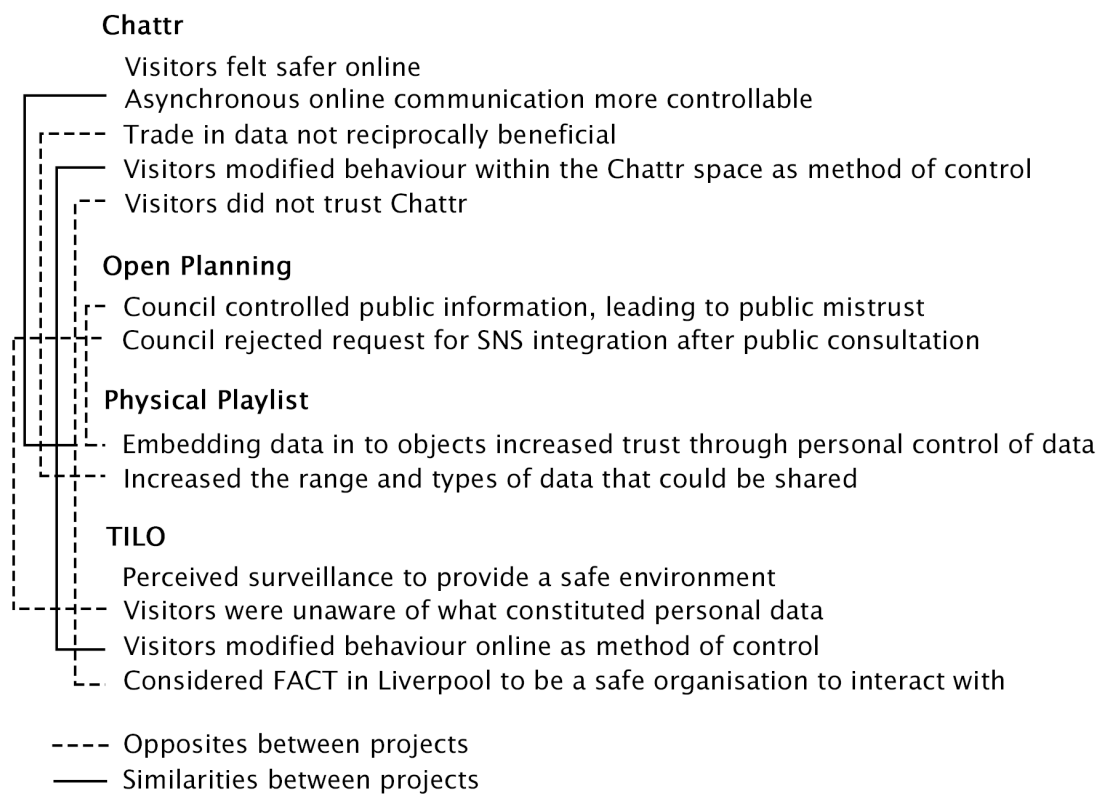 Chattr
Visitors felt safer online
Asynchronous online communication more controllable
Trade in data not reciprocally beneficial
Visitors modified behaviour within the Chattr space as method of control
Visitors did not trust Chattr
Open Planning
Council controlled public information, leading to public mistrust
Council rejected request for SNS integration after public consultation
Physical Playlist
Embedding data in to objects increased trust through personal control of data
Increased the range and types of data that could be shared
TILO
Perceived surveillance to provide a safe environment
Visitors were unaware of what constituted personal data
Visitors modified behaviour online as method of control
Considered FACT in Liverpool to be a safe organisation to interact with
Opposites between projects
Similarities between projects